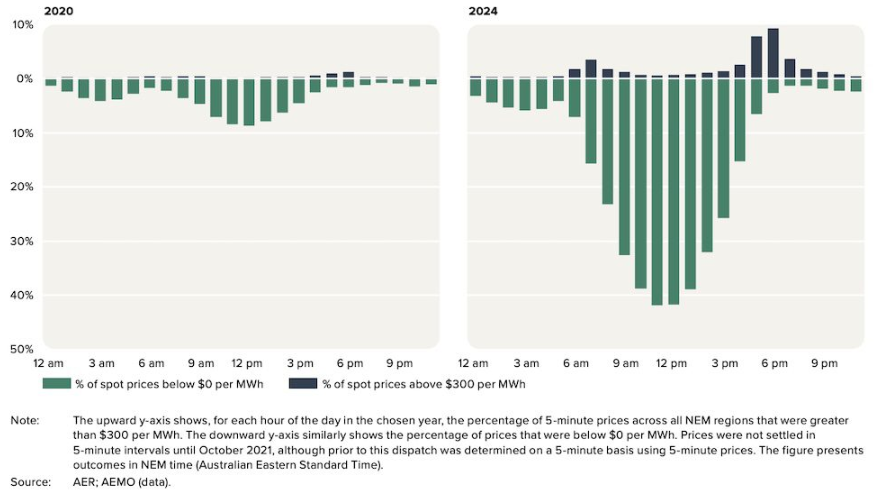 2020
2024
10%
0%
10%
20%
30%
40%
50%
12 am 3 am 6 am 9 am 12 pm 3 pm 6 pm 9 pm
12 am 3 am 6 am 9 am 12 pm 3 pm 6 pm 9 pm
% of spot prices below $0 per MWh
% of spot prices above $300 per MWh
Note: The upward y-axis shows, for each hour of the day in the chosen year, the percentage of 5-minute prices across all NEM regions that were greater
than $300 per MWh. The downward y-axis similarly shows the percentage of prices that were below $0 per MWh. Prices were not settled in
5-minute intervals until October 2021, although prior to this dispatch was determined on a 5-minute basis using 5-minute prices. The figure presents
outcomes in NEM time (Australian Eastern Standard Time).
Source: AER; AEMO (data).